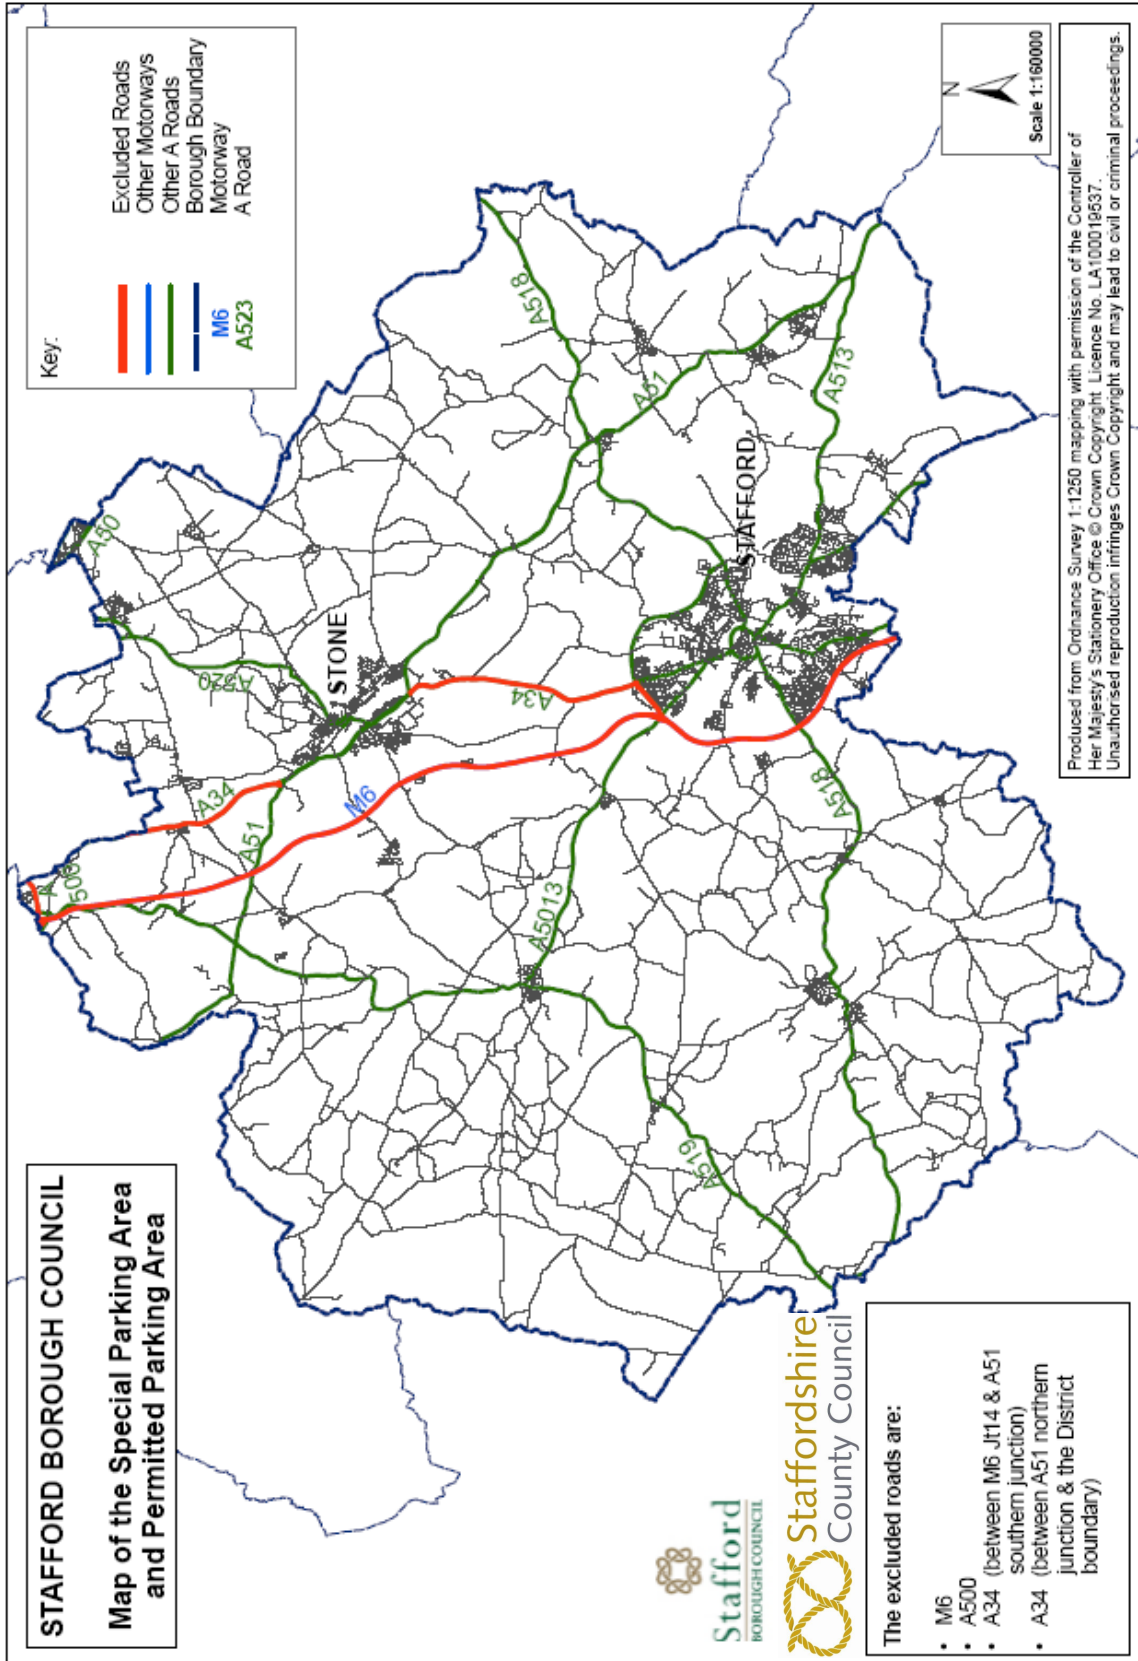 STAFFORD BOROUGH COUNCIL
Map of the Special Parking Area
and Permitted Parking Area
Key:
Excluded Roads
Other Motorways
Other A Roads
Borough Boundary
M6 Motorway
A523 A Road
A50
A520
STONE
A34
A51
A500
M6
A34
A518
A51
A513
STAFFORD
A5013
A518
A519
N
Scale 1:160000
Stafford
BOROUGH COUNCIL
Staffordshire
County Council
The excluded roads are:
• M6
• A500
• A34 (between M6 Jt14 & A51
southern junction)
• A34 (between A51 northern
junction & the District
boundary)
Produced from Ordnance Survey 1:1250 mapping with permission of the Controller of
Her Majesty's Stationery Office © Crown Copyright Licence No. LA100019537.
Unauthorised reproduction infringes Crown Copyright and may lead to civil or criminal proceedings.